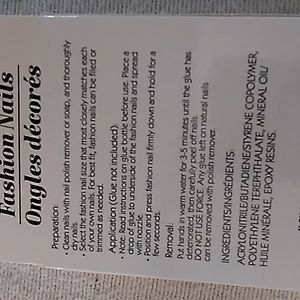 Fashion Nails
Ongles décorés
Preparation:
• Clean nails with nail polish remover or soap, and thoroughly
dry nails.
• Select the fashion nail size that most closely matches each
of your own nails. For best fit, fashion nails can be filed or
trimmed as needed.
Application (Glue not included):
• Note: Read instructions on glue bottle before use. Place a
drop of glue to underside of the fashion nails and spread
with nozzle.
• Position and press fashion nail firmly down and hold for a
few seconds.
Removal:
Put hands in warm water for 3-5 minutes until the glue has
deteriorated, then carefully peel off nails.
DO NOT USE FORCE. Any glue left on natural nails
can be removed with polish remover.
INGREDIENTS/INGRÉDIENTS:
ACRYLONITRILE/BUTADIENE/STYRENE COPOLYMER,
POLYETHYLENE TEREPHTHALATE, MINERAL OIL/
HUILE MINÉRALE, EPOXY RESINS.